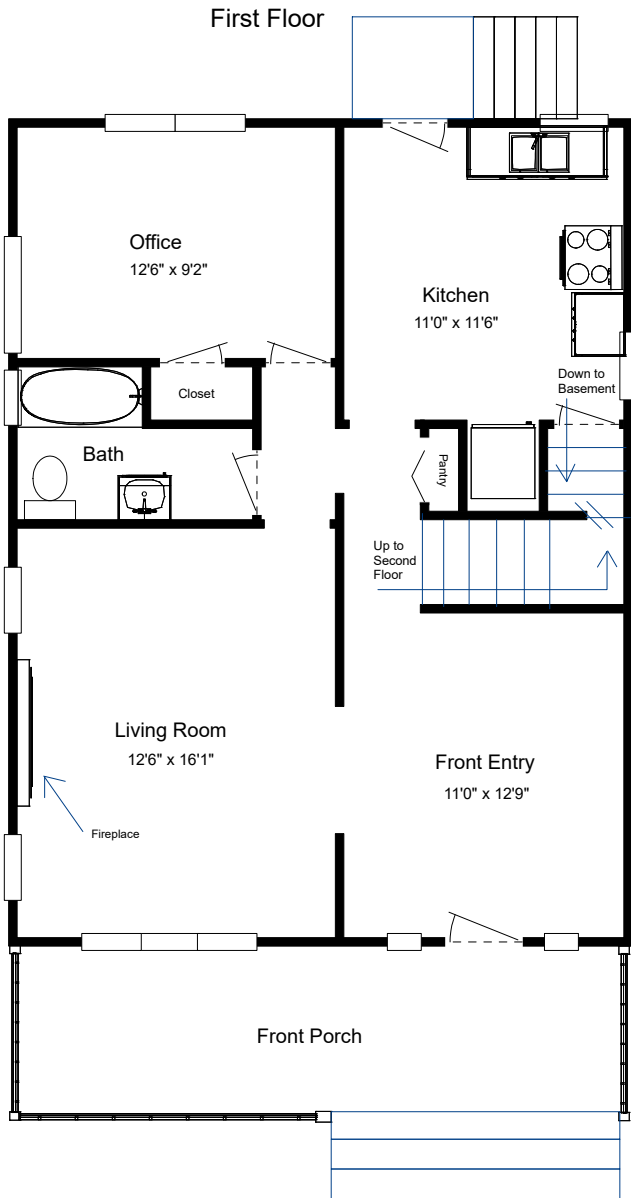 First Floor
Office
12'6" x 9'2"
Kitchen
11'0" x 11'6"
Closet
Down to
Basement
Bath
Pantry
Up to
Second
Floor
Living Room
12'6" x 16'1"
Front Entry
11'0" x 12'9"
Fireplace
Front Porch